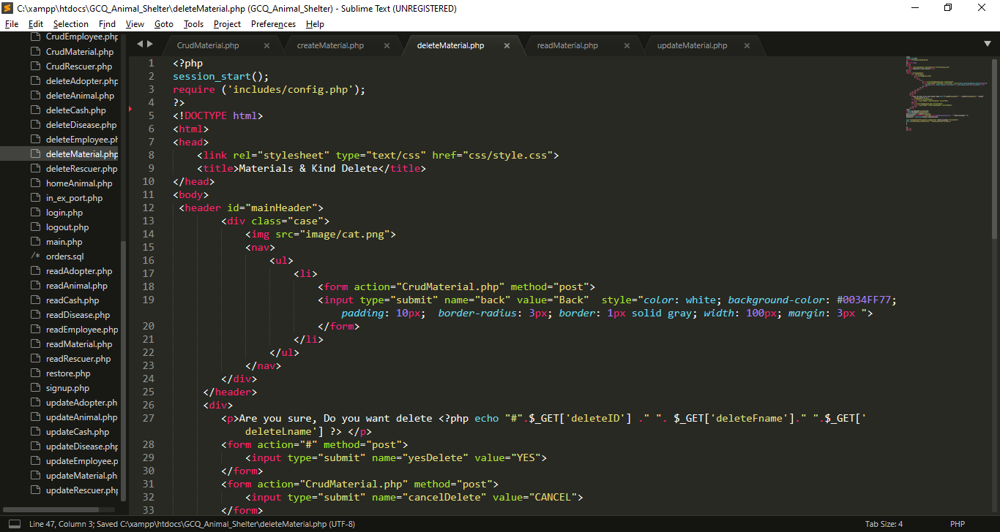 C:\xampp\htdocs\GCQ_Animal_Shelter\deleteMaterial.php (GCQ_Animal_Shelter) - Sublime Text (UNREGISTERED)
File Edit Selection Find View Goto Tools Project Preferences Help
CrudEmployee.php
CrudMaterial.php
CrudRescuer.php
deleteAdopter.php
deleteAnimal.php
deleteCash.php
deleteDisease.php
deleteEmployee.ph
deleteMaterial.php
deleteRescuer.php
homeAnimal.php
in_ex_port.php
login.php
logout.php
main.php
/* orders.sql
readAdopter.php
readAnimal.php
readCash.php
readDisease.php
readEmployee.php
readMaterial.php
readRescuer.php
restore.php
signup.php
updateAdopter.ph
updateAnimal.php
updateCash.php
updateDisease.php
updateEmployee.p
updateMaterial.ph
updateRescuer.php
CrudMaterial.php × createMaterial.php × deleteMaterial.php × readMaterial.php × updateMaterial.php ×
1 <?php
2 session_start();
3 require ('includes/config.php');
4 ?>
5 <!DOCTYPE html>
6 <html>
7 <head>
8     <link rel="stylesheet" type="text/css" href="css/style.css">
9     <title>Materials & Kind Delete</title>
10 </head>
11 <body>
12  <header id="mainHeader">
13         <div class="case">
14             <img src="image/cat.png">
15             <nav>
16                 <ul>
17                     <li>
18                         <form action="CrudMaterial.php" method="post">
19                         <input type="submit" name="back" value="Back"  style="color: white; background-color: #0034FF77;
padding: 10px;  border-radius: 3px; border: 1px solid gray; width: 100px; margin: 3px ">
20                         </form>
21                     </li>
22                 </ul>
23             </nav>
24         </div>
25      </header>
26      <div>
27         <p>Are you sure, Do you want delete <?php echo "#".$_GET['deleteID'] ." ". $_GET['deleteFname']." ".$_GET['
deleteLname'] ?> </p>
28         <form action="#" method="post">
29             <input type="submit" name="yesDelete" value="YES">
30         </form>
31         <form action="CrudMaterial.php" method="post">
32             <input type="submit" name="cancelDelete" value="CANCEL">
33         </form>
Line 47, Column 3; Saved C:\xampp\htdocs\GCQ_Animal_Shelter\deleteMaterial.php (UTF-8) Tab Size: 4 PHP